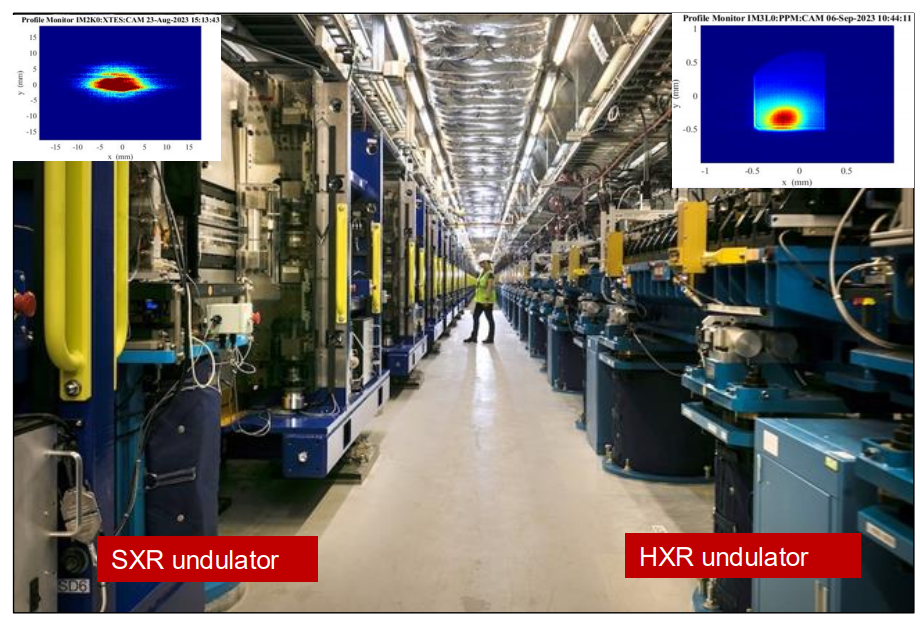 Profile Monitor IM2K0:XTES:CAM 23-Aug-2023 15:13:43
15
10
5
0
-5
-10
-15
y (mm)
-15 -10 -5 0 5 10 15
x (mm)
Profile Monitor IM3L0:PPM:CAM 06-Sep-2023 10:44:11
1
0.5
0
-0.5
y (mm)
-1 -0.5 0 0.5
x (mm)
SXR undulator
HXR undulator
SD6